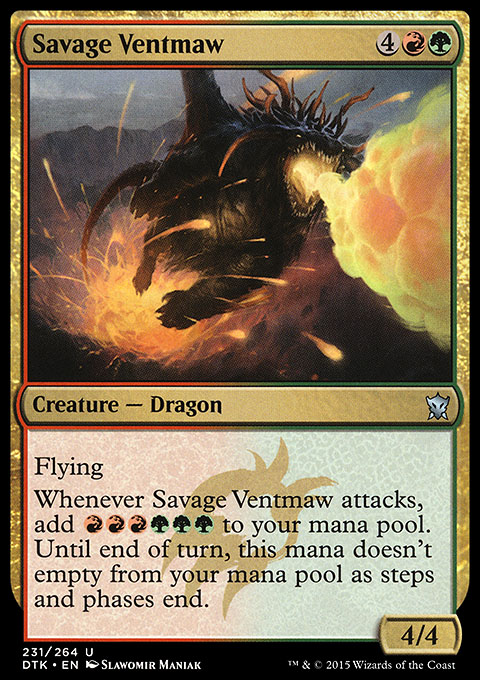 Savage Ventmaw 4
Creature — Dragon
Flying
Whenever Savage Ventmaw attacks,
add to your mana pool.
Until end of turn, this mana doesn't
empty from your mana pool as steps
and phases end.
4/4
231/264 U
DTK • EN Slawomir Maniak
™ & © 2015 Wizards of the Coast